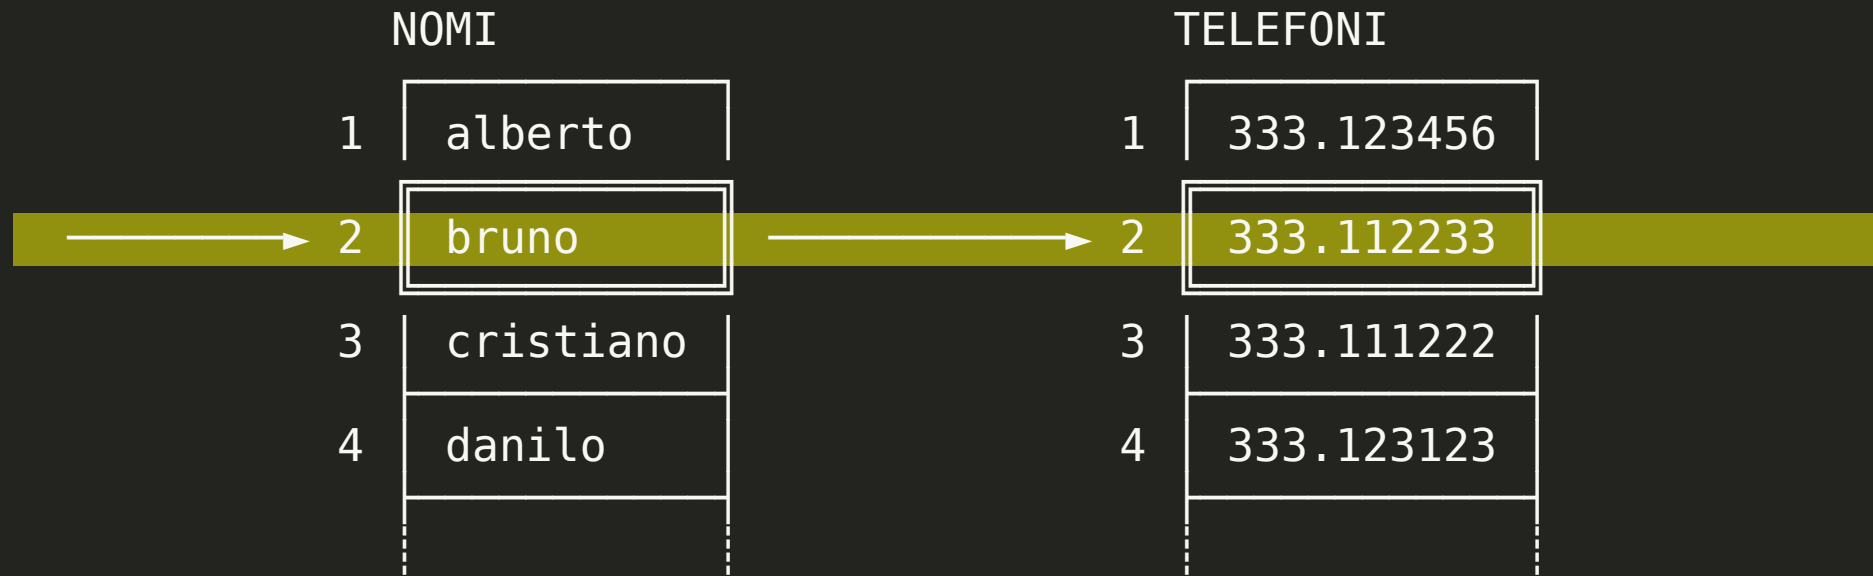 NOMI TELEFONI
1 alberto 1 333.123456
2 bruno 2 333.112233
3 cristiano 3 333.111222
4 danilo 4 333.123123